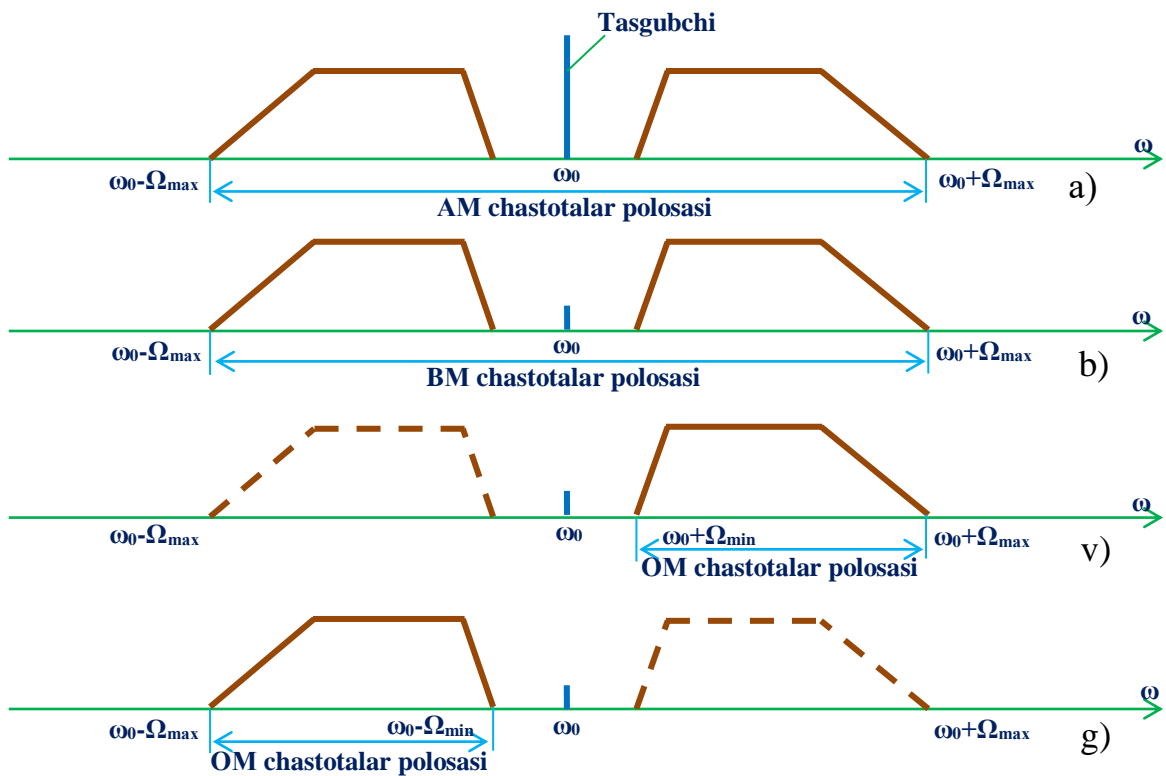 Tasgubchi
ω
ω₀-Ωmax
ω₀
ω₀+Ωmax
a)
AM chastotalar polosasi
ω
ω₀-Ωmax
ω₀
ω₀+Ωmax
b)
BM chastotalar polosasi
ω
ω₀-Ωmax
ω₀
ω₀+Ωmin
ω₀+Ωmax
v)
OM chastotalar polosasi
ω
ω₀-Ωmax
ω₀-Ωmin
ω₀
ω₀+Ωmax
g)
OM chastotalar polosasi